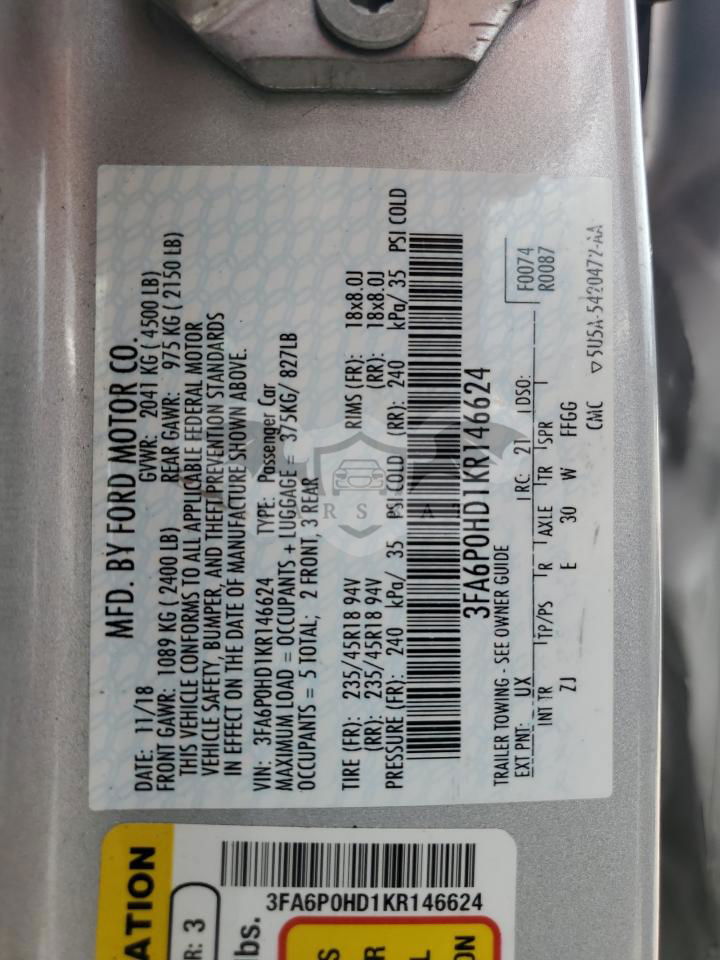 MFD. BY FORD MOTOR CO.
DATE: 11/18 GVWR: 2041 KG ( 4500 LB)
FRONT GAWR: 1089 KG ( 2400 LB) REAR GAWR: 975 KG ( 2150 LB)
THIS VEHICLE CONFORMS TO ALL APPLICABLE FEDERAL MOTOR
VEHICLE SAFETY, BUMPER, AND THEFT PREVENTION STANDARDS
IN EFFECT ON THE DATE OF MANUFACTURE SHOWN ABOVE.
VIN: 3FA6P0HD1KR146624 TYPE: Passenger Car
MAXIMUM LOAD = OCCUPANTS + LUGGAGE = 375KG/ 827LB
OCCUPANTS = 5 TOTAL; 2 FRONT, 3 REAR
TIRE (FR): 235/45R18 94V RIMS (FR): 18x8.0J
(RR): 235/45R18 94V (RR): 18x8.0J
PRESSURE (FR): 240 kPa/ 35 PSI COLD (RR): 240 kPa/ 35 PSI COLD
3FA6P0HD1KR146624
TRAILER TOWING - SEE OWNER GUIDE
F0074
EXT PNT: UX RC: 21 DSO: R0087
INT TR TP/PS R AXLE TR SPR
ZJ E 30 W FFGG
CMC
3FA6P0HD1KR146624
R: 3
lbs.